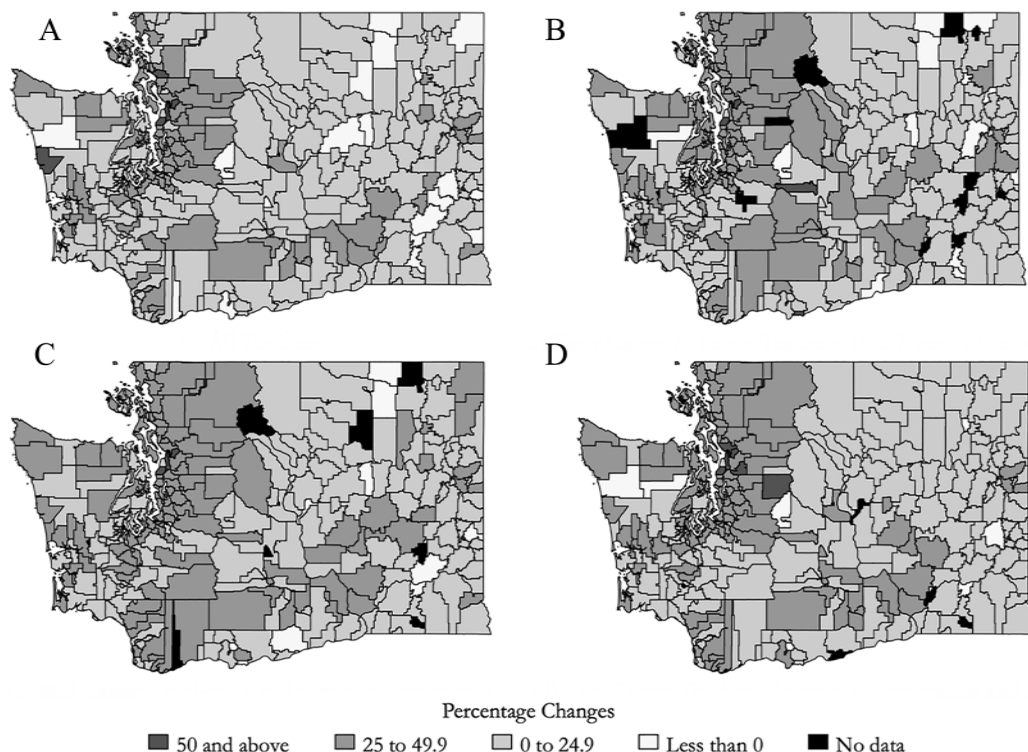 A
B
C
D
Percentage Changes
50 and above
25 to 49.9
0 to 24.9
Less than 0
No data